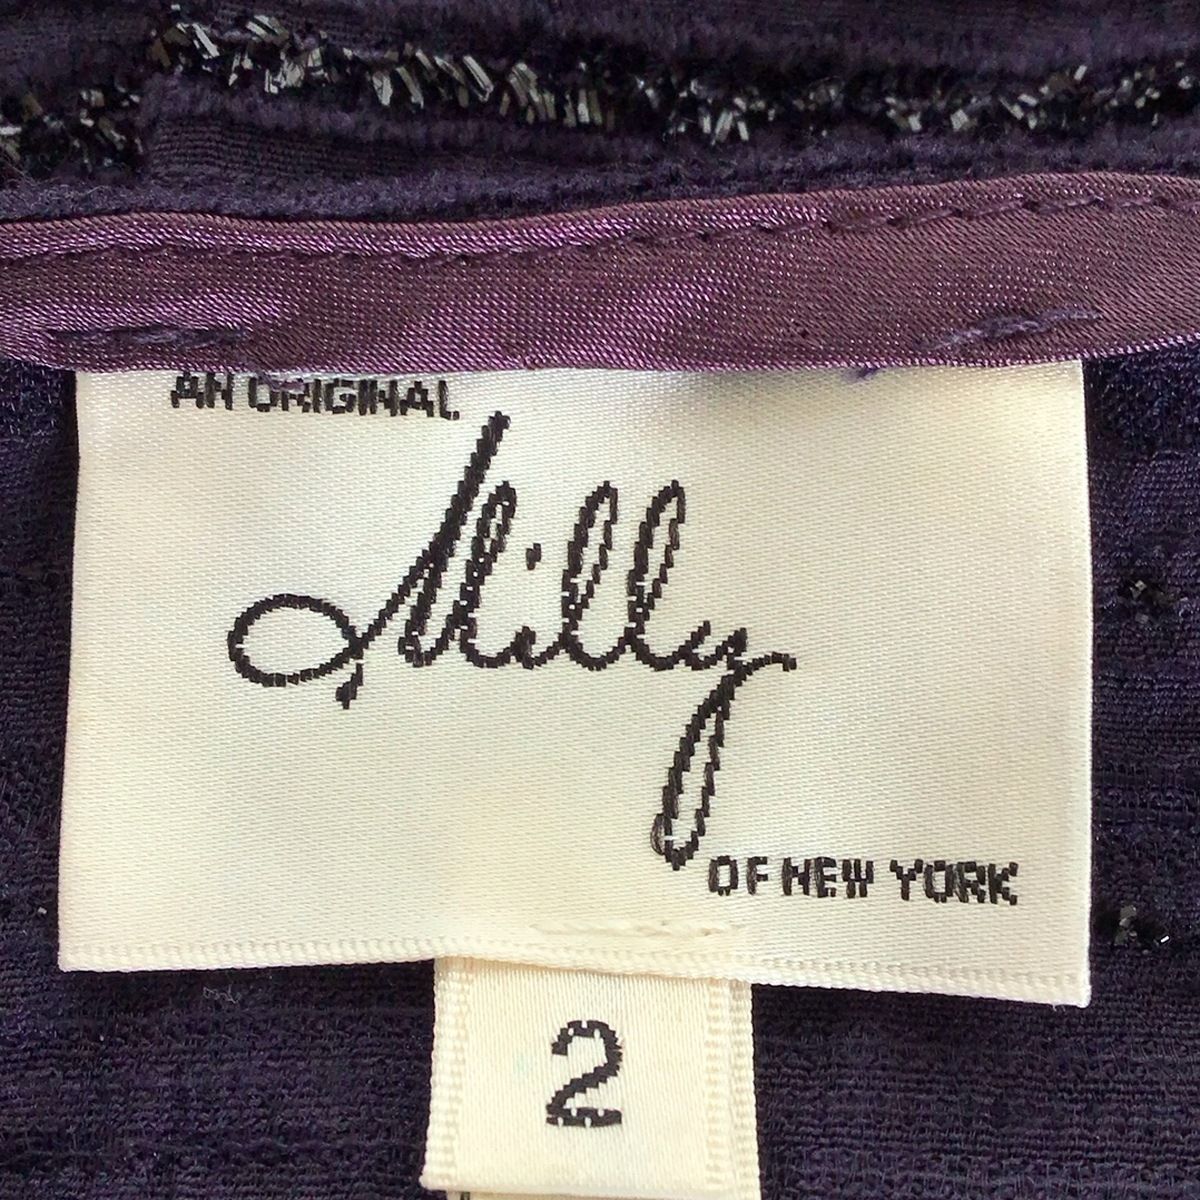 AN ORIGINAL
Milly
OF NEW YORK
2